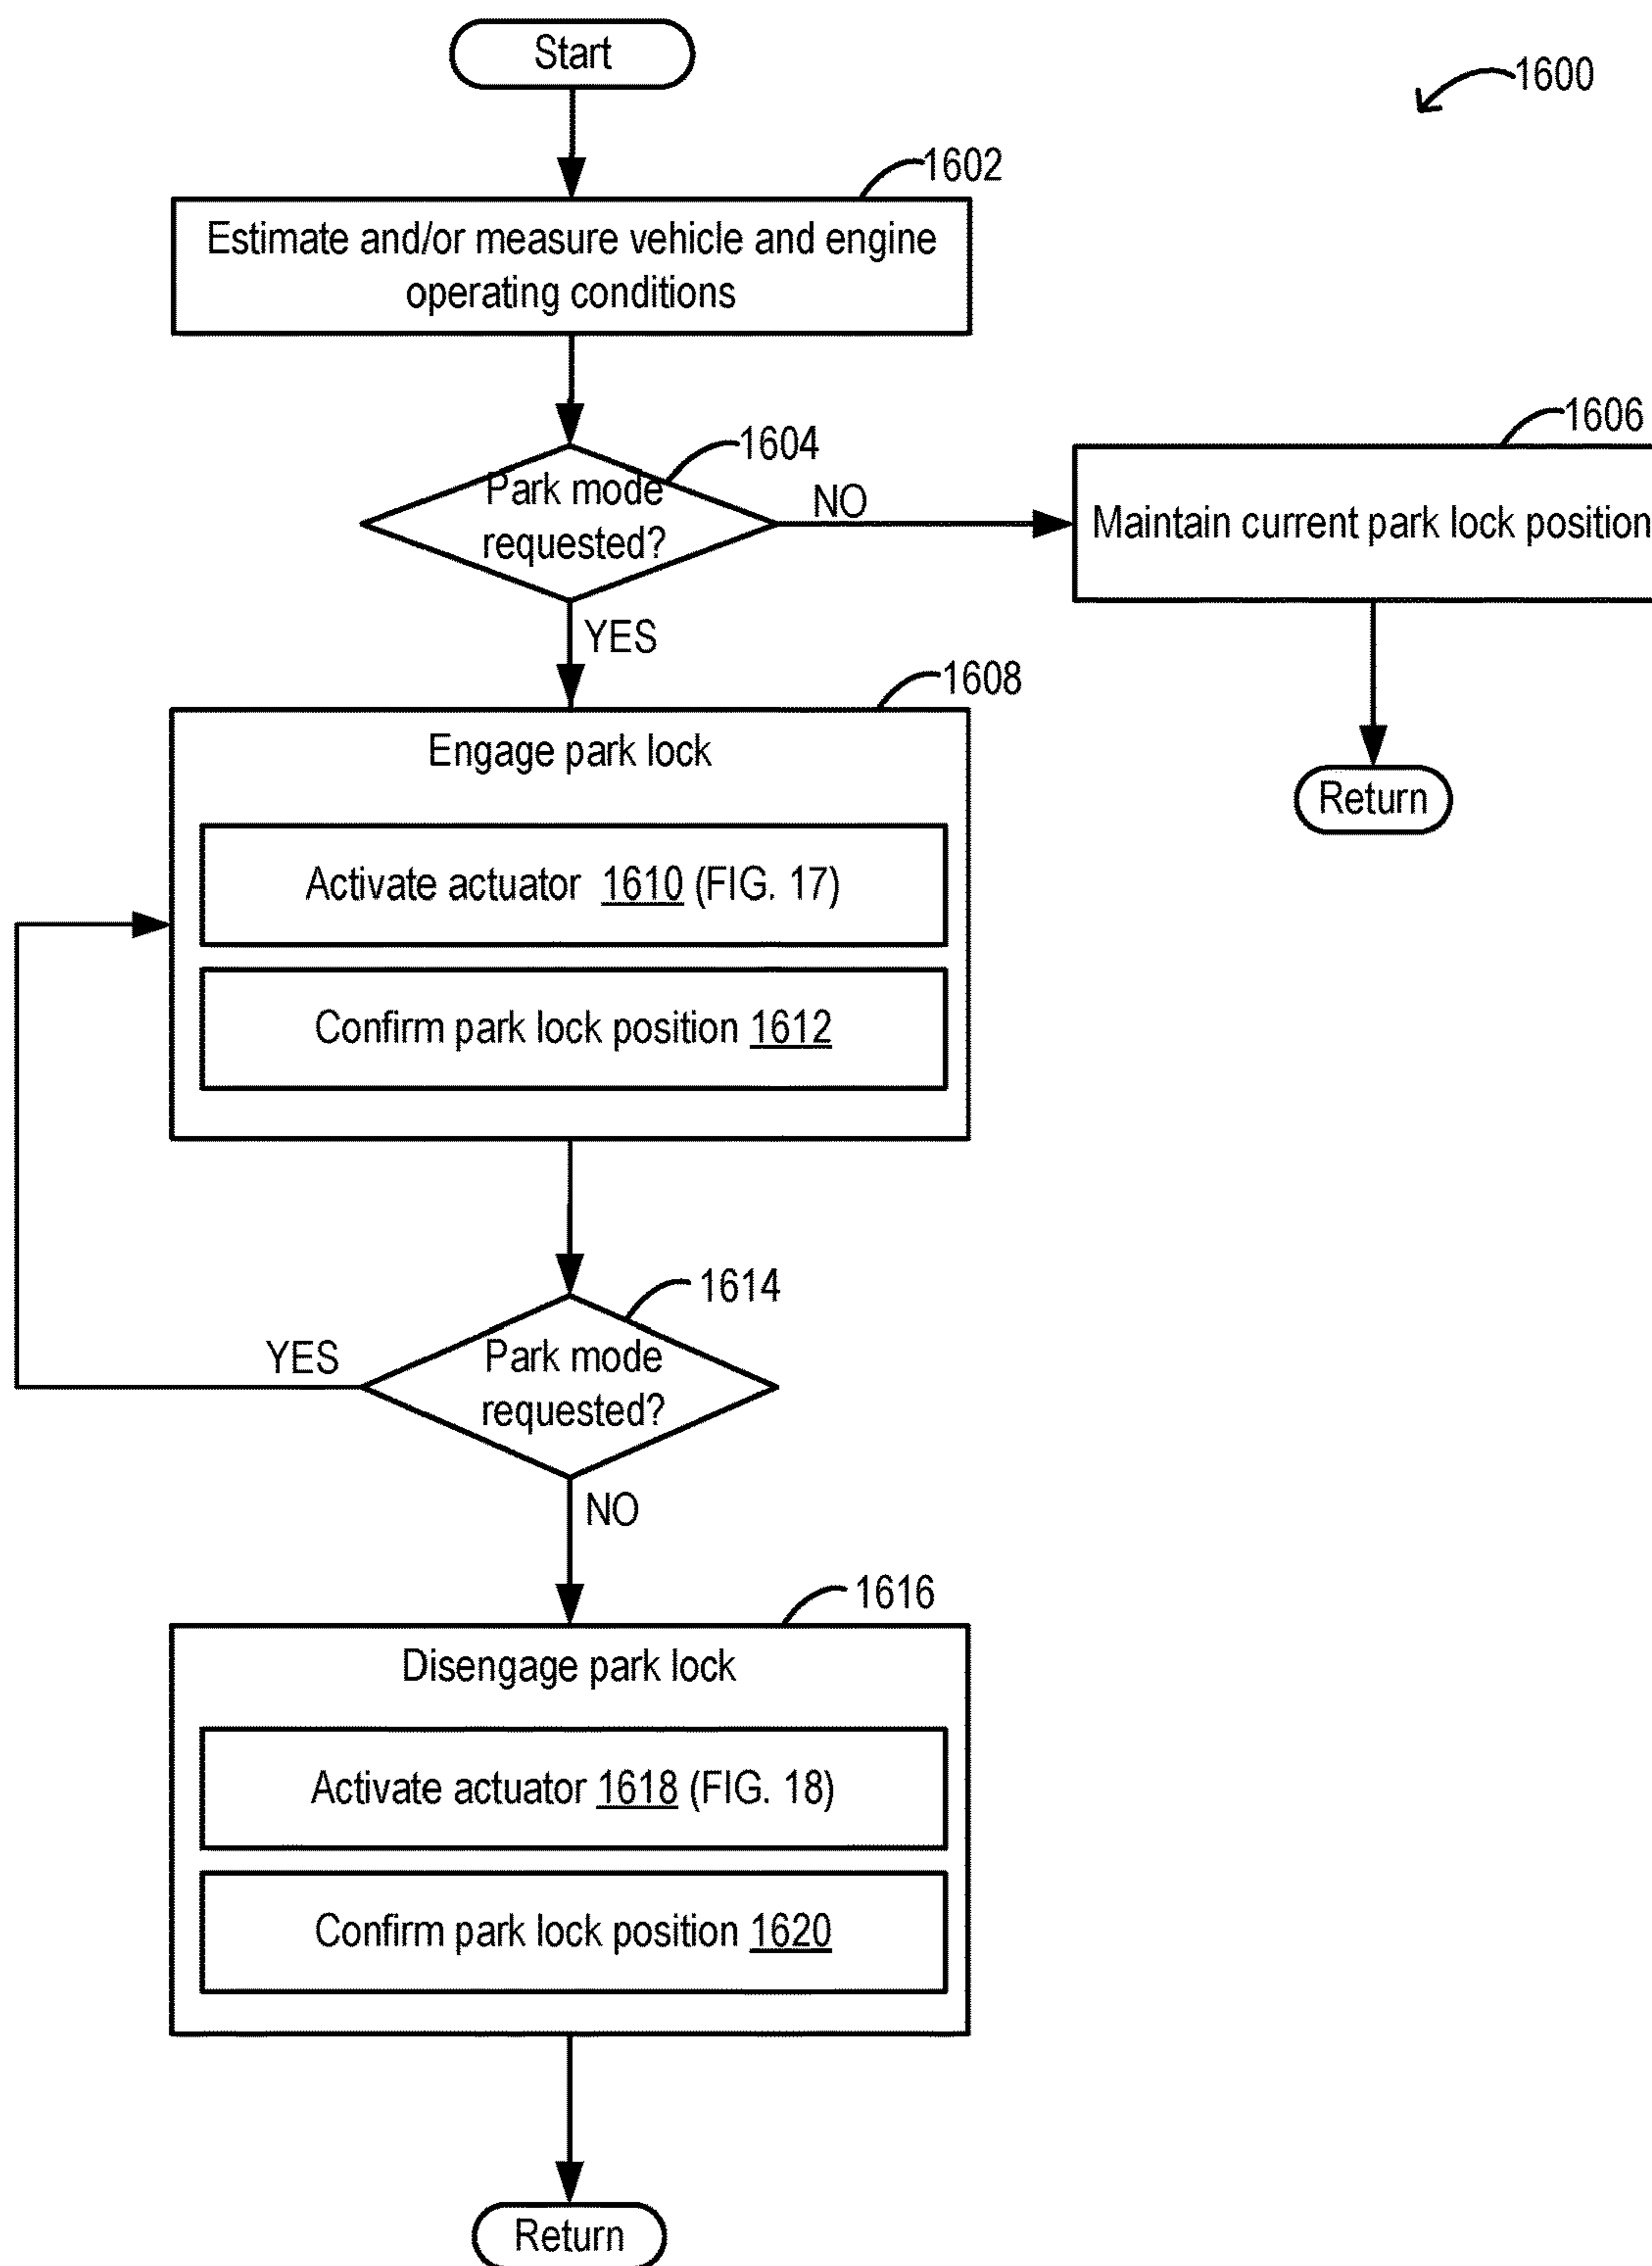 Start
1600
1602
Estimate and/or measure vehicle and engine
operating conditions
1604
Park mode
requested?
NO
1606
Maintain current park lock position
Return
YES
1608
Engage park lock
Activate actuator 1610 (FIG. 17)
Confirm park lock position 1612
1614
Park mode
requested?
YES
NO
1616
Disengage park lock
Activate actuator 1618 (FIG. 18)
Confirm park lock position 1620
Return